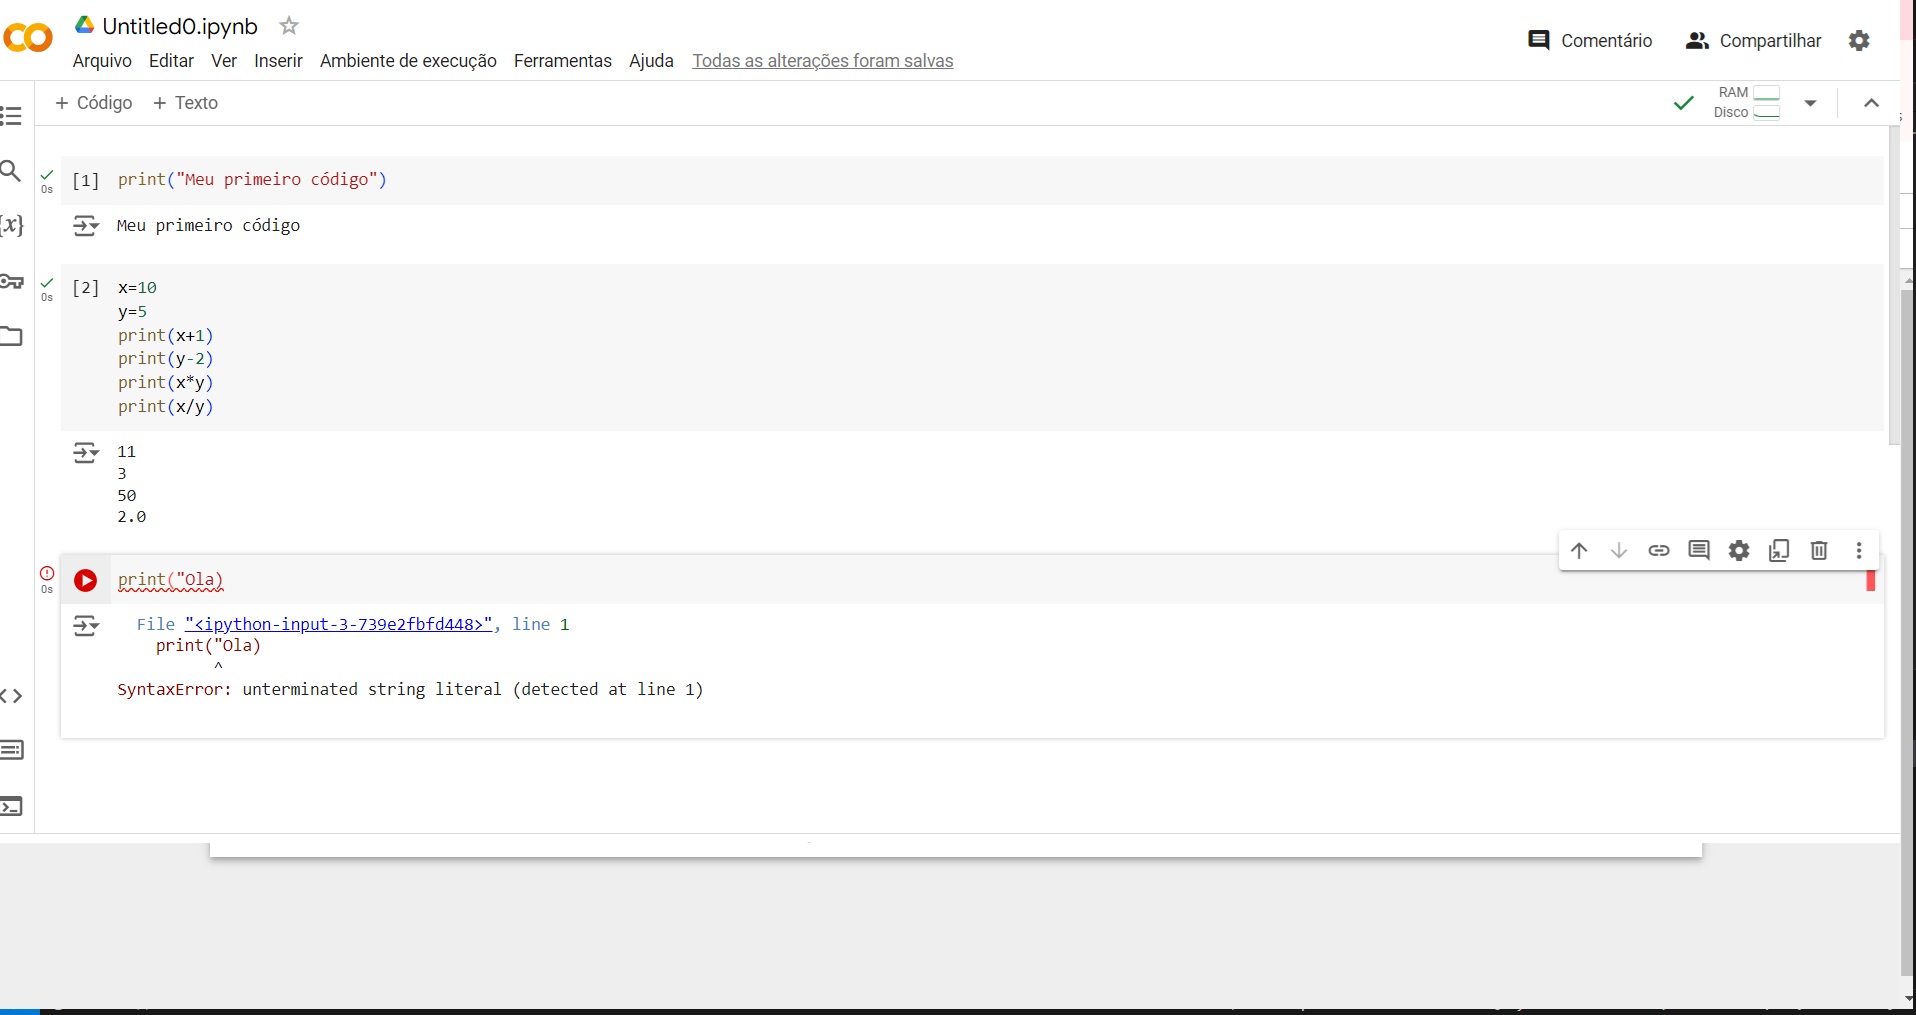 Untitled0.ipynb
Arquivo Editar Ver Inserir Ambiente de execução Ferramentas Ajuda Todas as alterações foram salvas
Comentário Compartilhar
+ Código + Texto
RAM
Disco
[1] print("Meu primeiro código")
0s
Meu primeiro código
[2] x=10
0s
y=5
print(x+1)
print(y-2)
print(x*y)
print(x/y)
11
3
50
2.0
print("Ola)
0s
File "<ipython-input-3-739e2fbfd448>", line 1
print("Ola)
^
SyntaxError: unterminated string literal (detected at line 1)